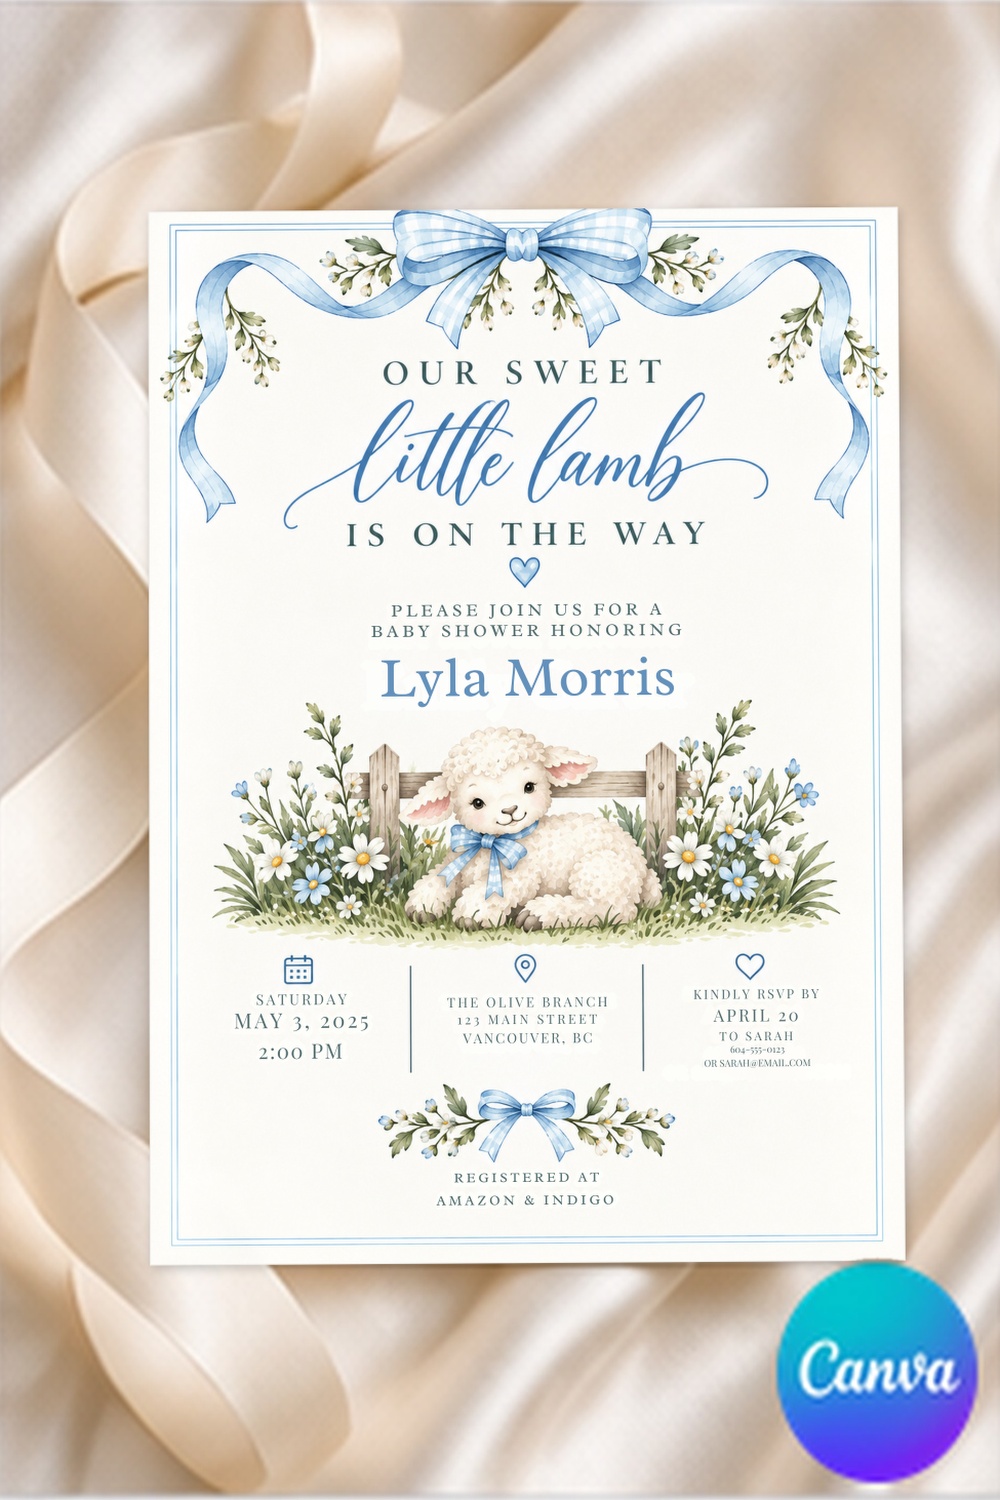 OUR SWEET
little lamb
IS ON THE WAY
PLEASE JOIN US FOR A
BABY SHOWER HONORING
Lyla Morris
SATURDAY
MAY 3, 2025
2:00 PM
THE OLIVE BRANCH
123 MAIN STREET
VANCOUVER, BC
KINDLY RSVP BY
APRIL 20
TO SARAH
604-555-0123
OR SARAH@EMAIL.COM
REGISTERED AT
AMAZON & INDIGO
Canva